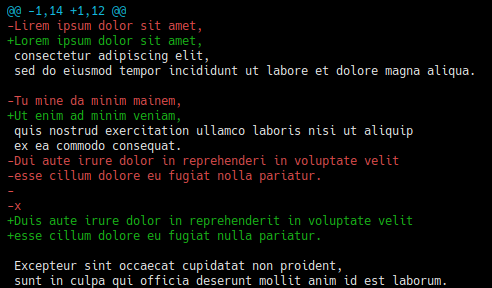 @@ -1,14 +1,12 @@
-Lirem ipsum dolor sit amet,
+Lorem ipsum dolor sit amet,
 consectetur adipiscing elit,
 sed do eiusmod tempor incididunt ut labore et dolore magna aliqua.

-Tu mine da minim mainem,
+Ut enim ad minim veniam,
 quis nostrud exercitation ullamco laboris nisi ut aliquip
 ex ea commodo consequat.
-Dui aute irure dolor in reprehenderi in voluptate velit
-esse cillum dolore eu fugiat nolla pariatur.
-
-x
+Duis aute irure dolor in reprehenderit in voluptate velit
+esse cillum dolore eu fugiat nulla pariatur.

 Excepteur sint occaecat cupidatat non proident,
 sunt in culpa qui officia deserunt mollit anim id est laborum.